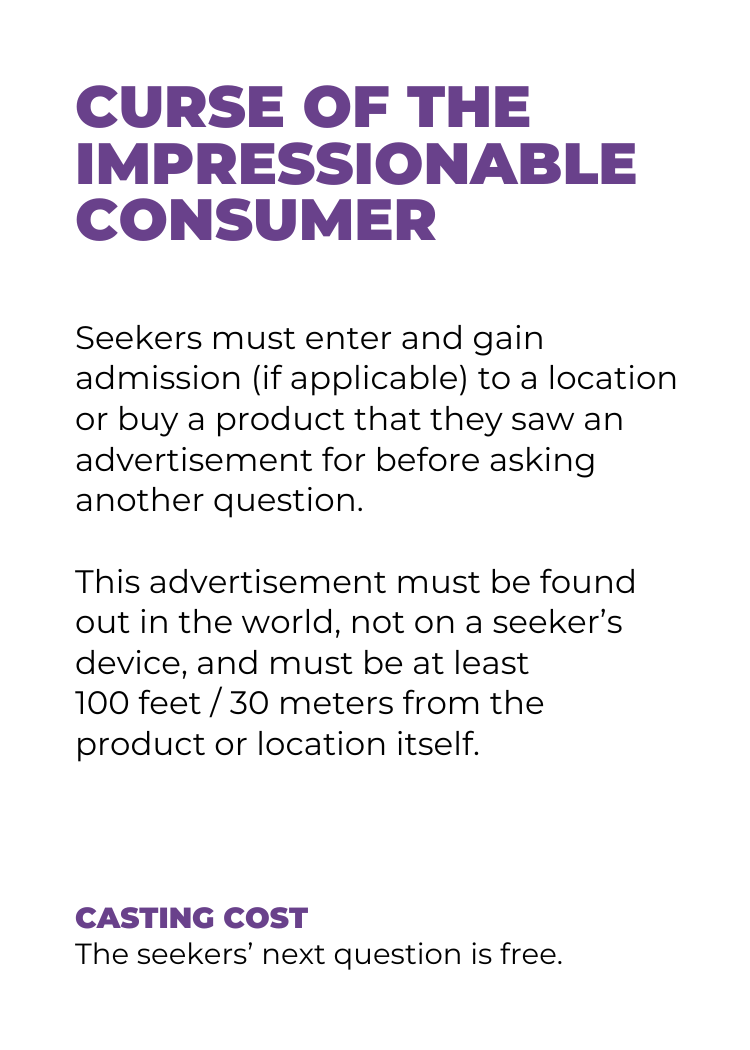 CURSE OF THE
IMPRESSIONABLE
CONSUMER
Seekers must enter and gain
admission (if applicable) to a location
or buy a product that they saw an
advertisement for before asking
another question.
This advertisement must be found
out in the world, not on a seeker’s
device, and must be at least
100 feet / 30 meters from the
product or location itself.
CASTING COST
The seekers’ next question is free.